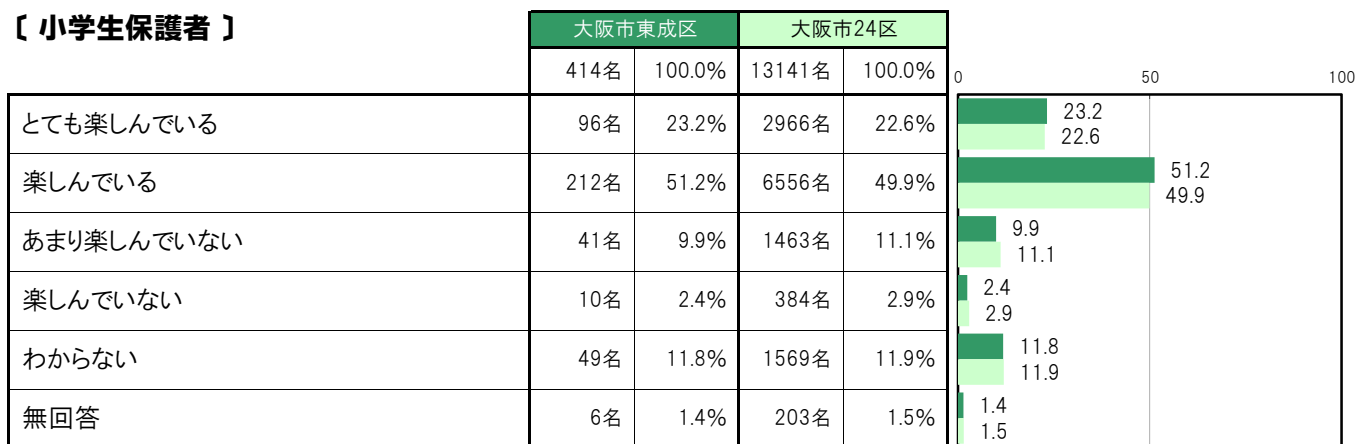 〔 小学生保護者 〕
大阪市東成区 大阪市24区
414名 100.0% 13141名 100.0% 0 50 100
とても楽しんでいる 96名 23.2% 2966名 22.6% 23.2
22.6
楽しんでいる 212名 51.2% 6556名 49.9% 51.2
49.9
あまり楽しんでいない 41名 9.9% 1463名 11.1% 9.9
11.1
楽しんでいない 10名 2.4% 384名 2.9% 2.4
2.9
わからない 49名 11.8% 1569名 11.9% 11.8
11.9
無回答 6名 1.4% 203名 1.5% 1.4
1.5